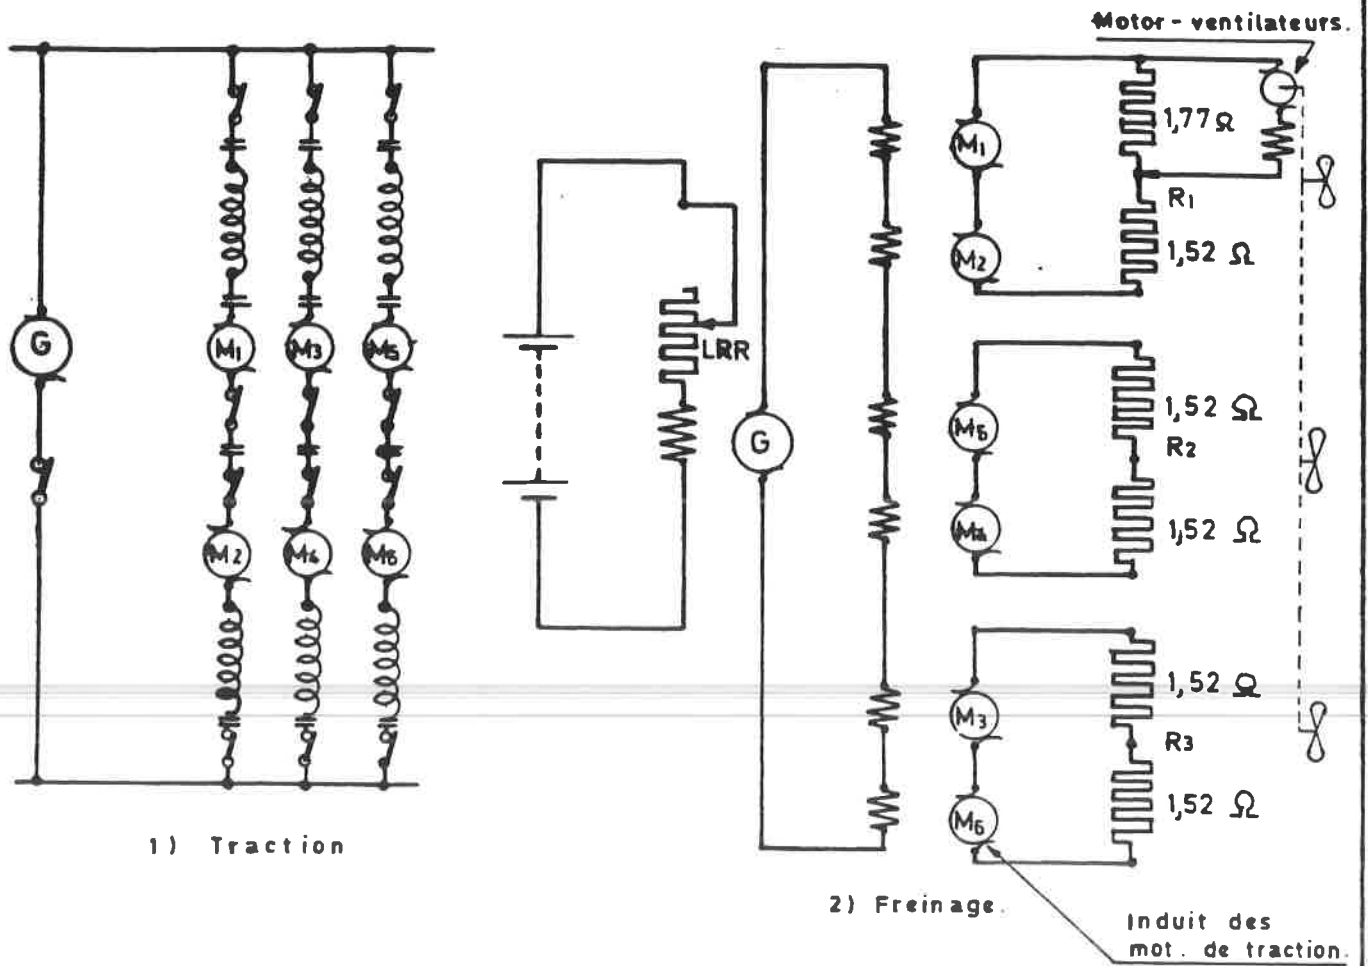 Motor-ventilateurs.
G
M1
M3
M5
M2
M4
M6
1) Traction
LRR
G
M1
M2
1,77 Ω
R1
1,52 Ω
M5
M4
1,52 Ω
R2
1,52 Ω
M3
M6
1,52 Ω
R3
1,52 Ω
2) Freinage.
Induit des
mot. de traction.